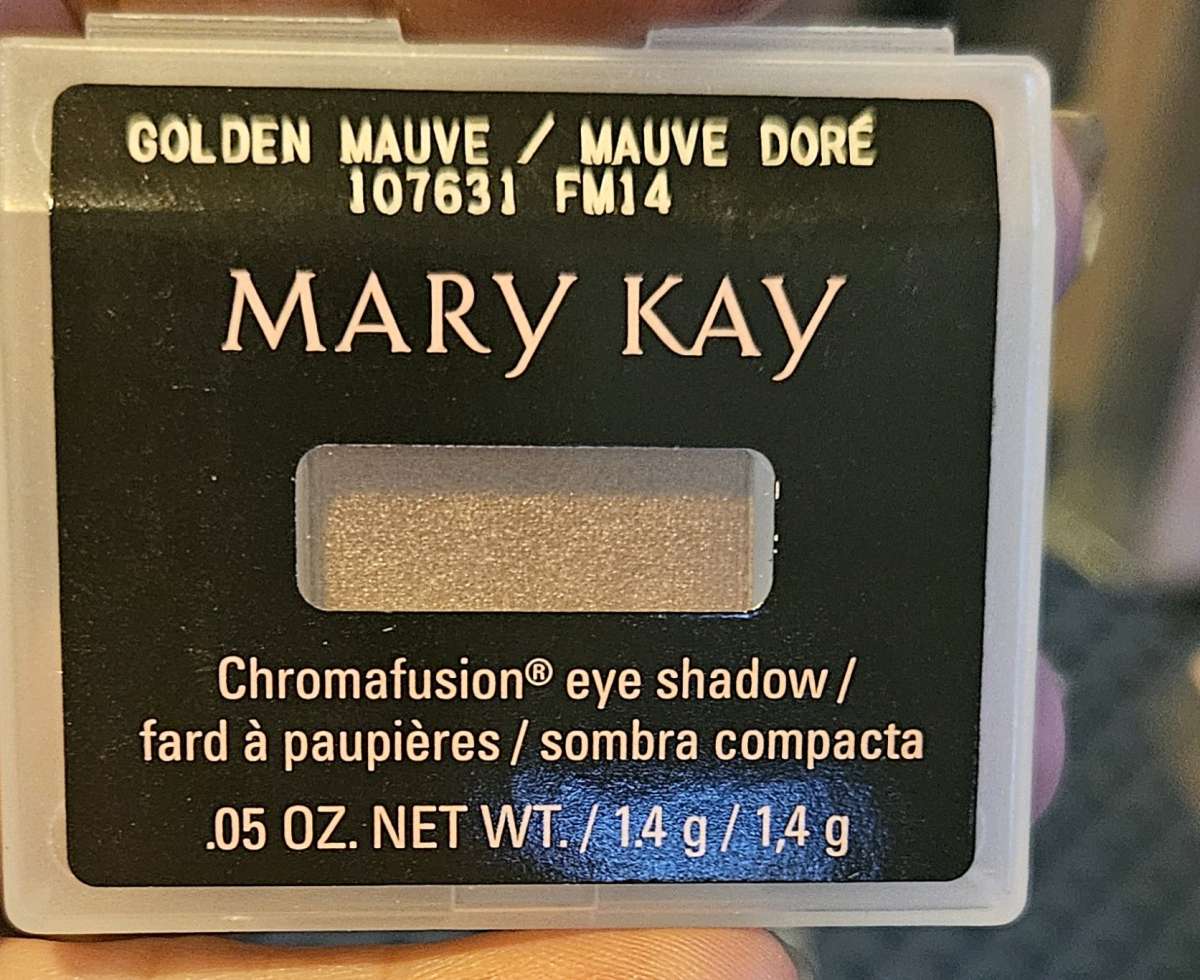 GOLDEN MAUVE / MAUVE DORÉ
107631 FM14
MARY KAY
Chromafusion® eye shadow /
fard à paupières / sombra compacta
.05 OZ. NET WT. / 1.4 g / 1,4 g